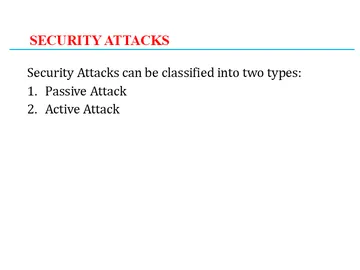 SECURITY ATTACKS
Security Attacks can be classified into two types:
1. Passive Attack
2. Active Attack